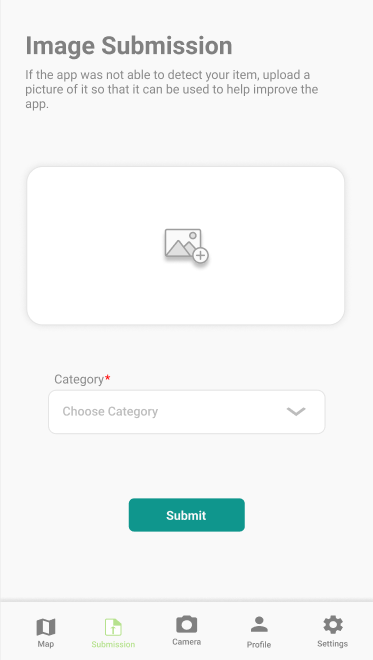 Image Submission
If the app was not able to detect your item, upload a
picture of it so that it can be used to help improve the
app.
Category*
Choose Category
Submit
Map
Submission
Camera
Profile
Settings